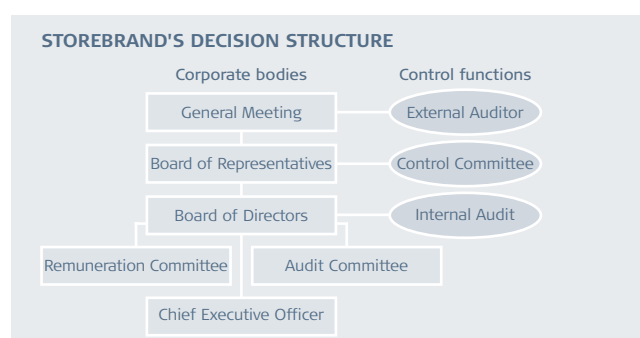 STOREBRAND'S DECISION STRUCTURE
Corporate bodies
Control functions
General Meeting
External Auditor
Board of Representatives
Control Committee
Board of Directors
Internal Audit
Remuneration Committee
Audit Committee
Chief Executive Officer